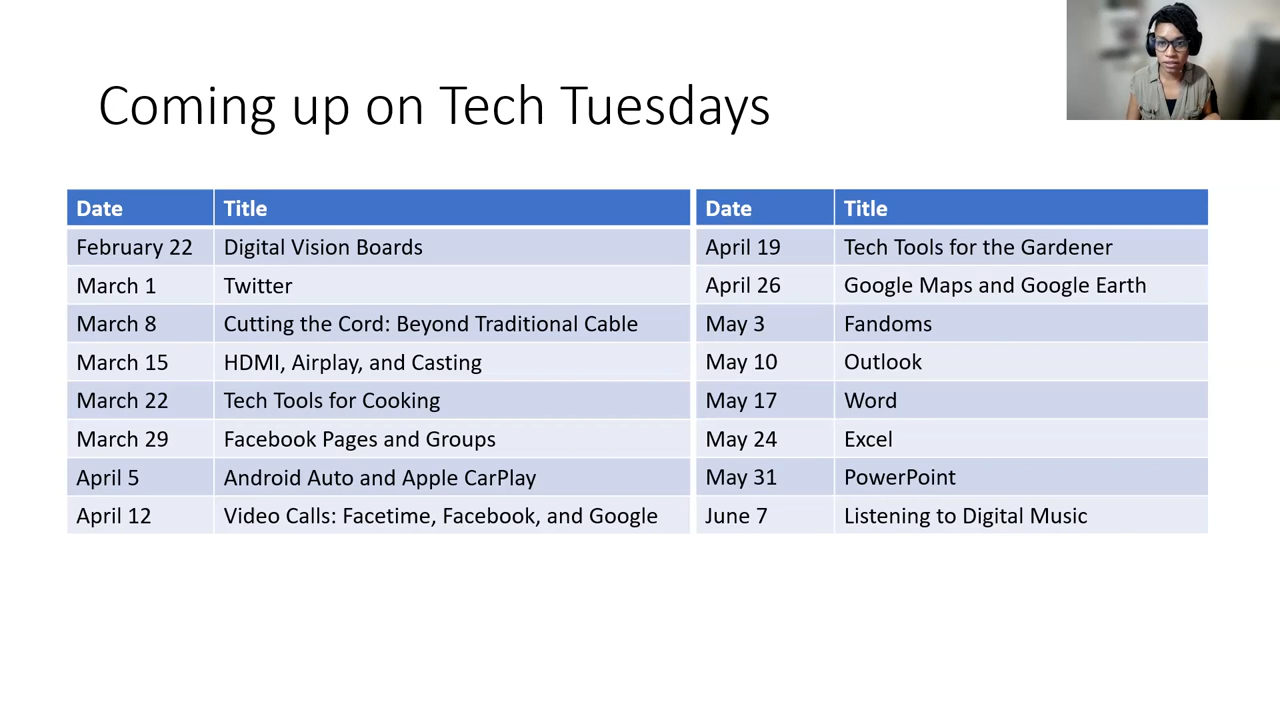 Coming up on Tech Tuesdays
Date Title
February 22 Digital Vision Boards
March 1 Twitter
March 8 Cutting the Cord: Beyond Traditional Cable
March 15 HDMI, Airplay, and Casting
March 22 Tech Tools for Cooking
March 29 Facebook Pages and Groups
April 5 Android Auto and Apple CarPlay
April 12 Video Calls: Facetime, Facebook, and Google
Date Title
April 19 Tech Tools for the Gardener
April 26 Google Maps and Google Earth
May 3 Fandoms
May 10 Outlook
May 17 Word
May 24 Excel
May 31 PowerPoint
June 7 Listening to Digital Music